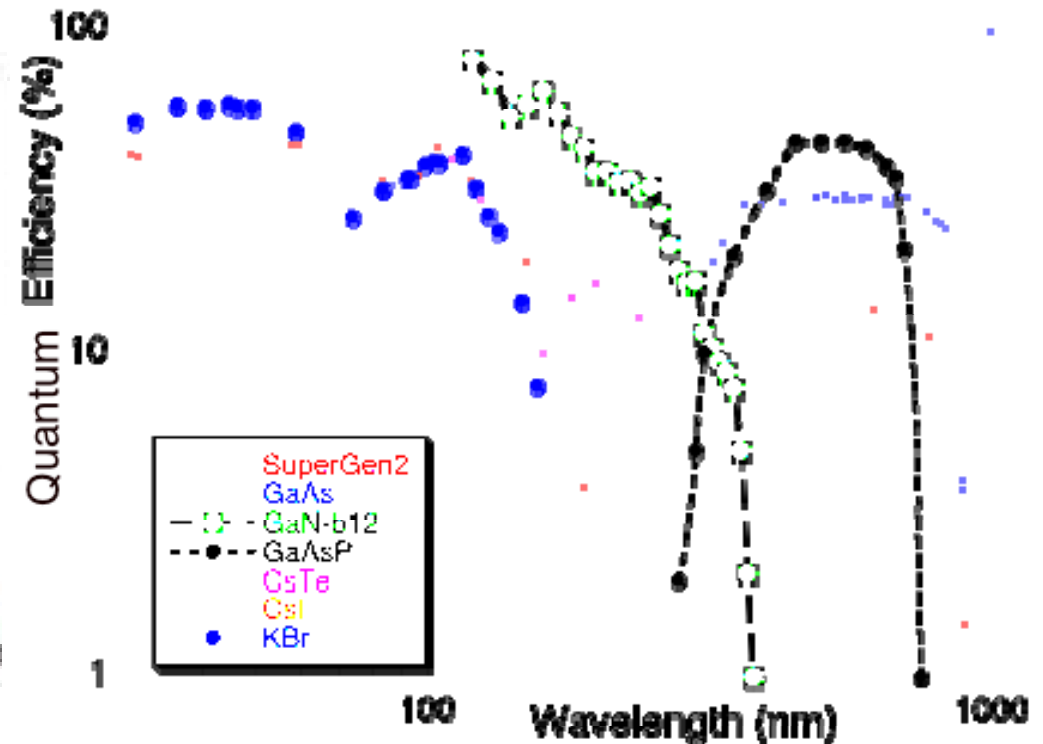 100
Quantum Efficiency (%)
10
SuperGen2
GaAs
GaN-b12
GaAsP
CsTe
CsI
KBr
1
100
Wavelength (nm)
1000